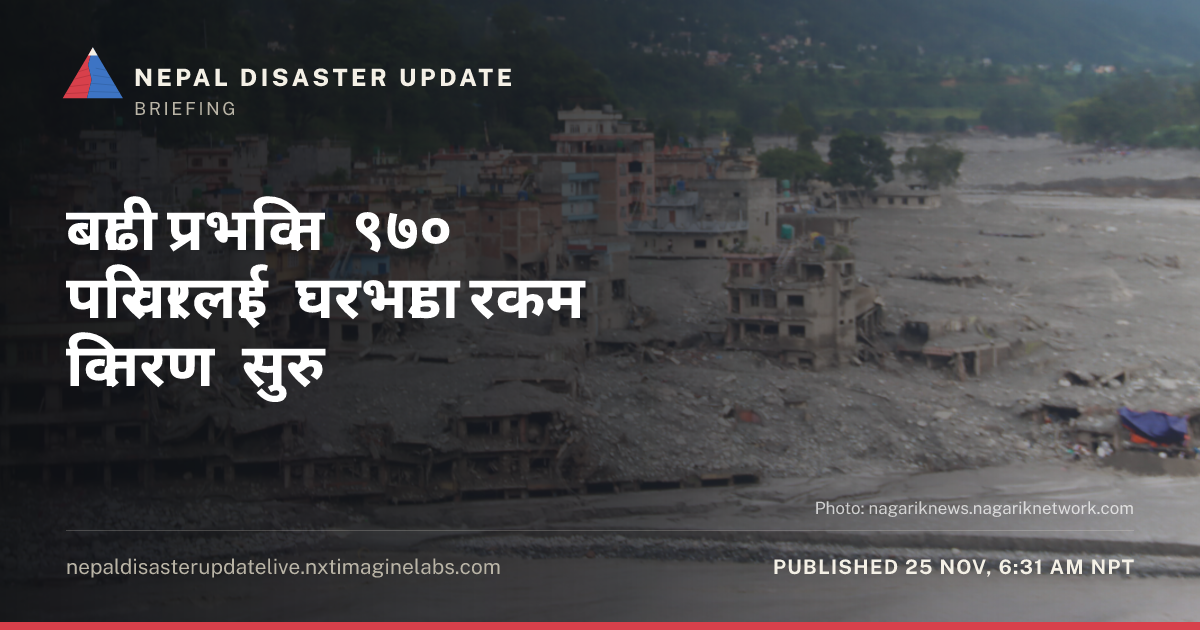 NEPAL DISASTER UPDATE
BRIEFING
बाढी प्रभावित ९७०
परिवारलाई घरभाडा रकम
वितरण सुरु
Photo: nagariknews.nagariknetwork.com
nepaldisasterupdatelive.nxtimaginelabs.com
PUBLISHED 25 NOV, 6:31 AM NPT